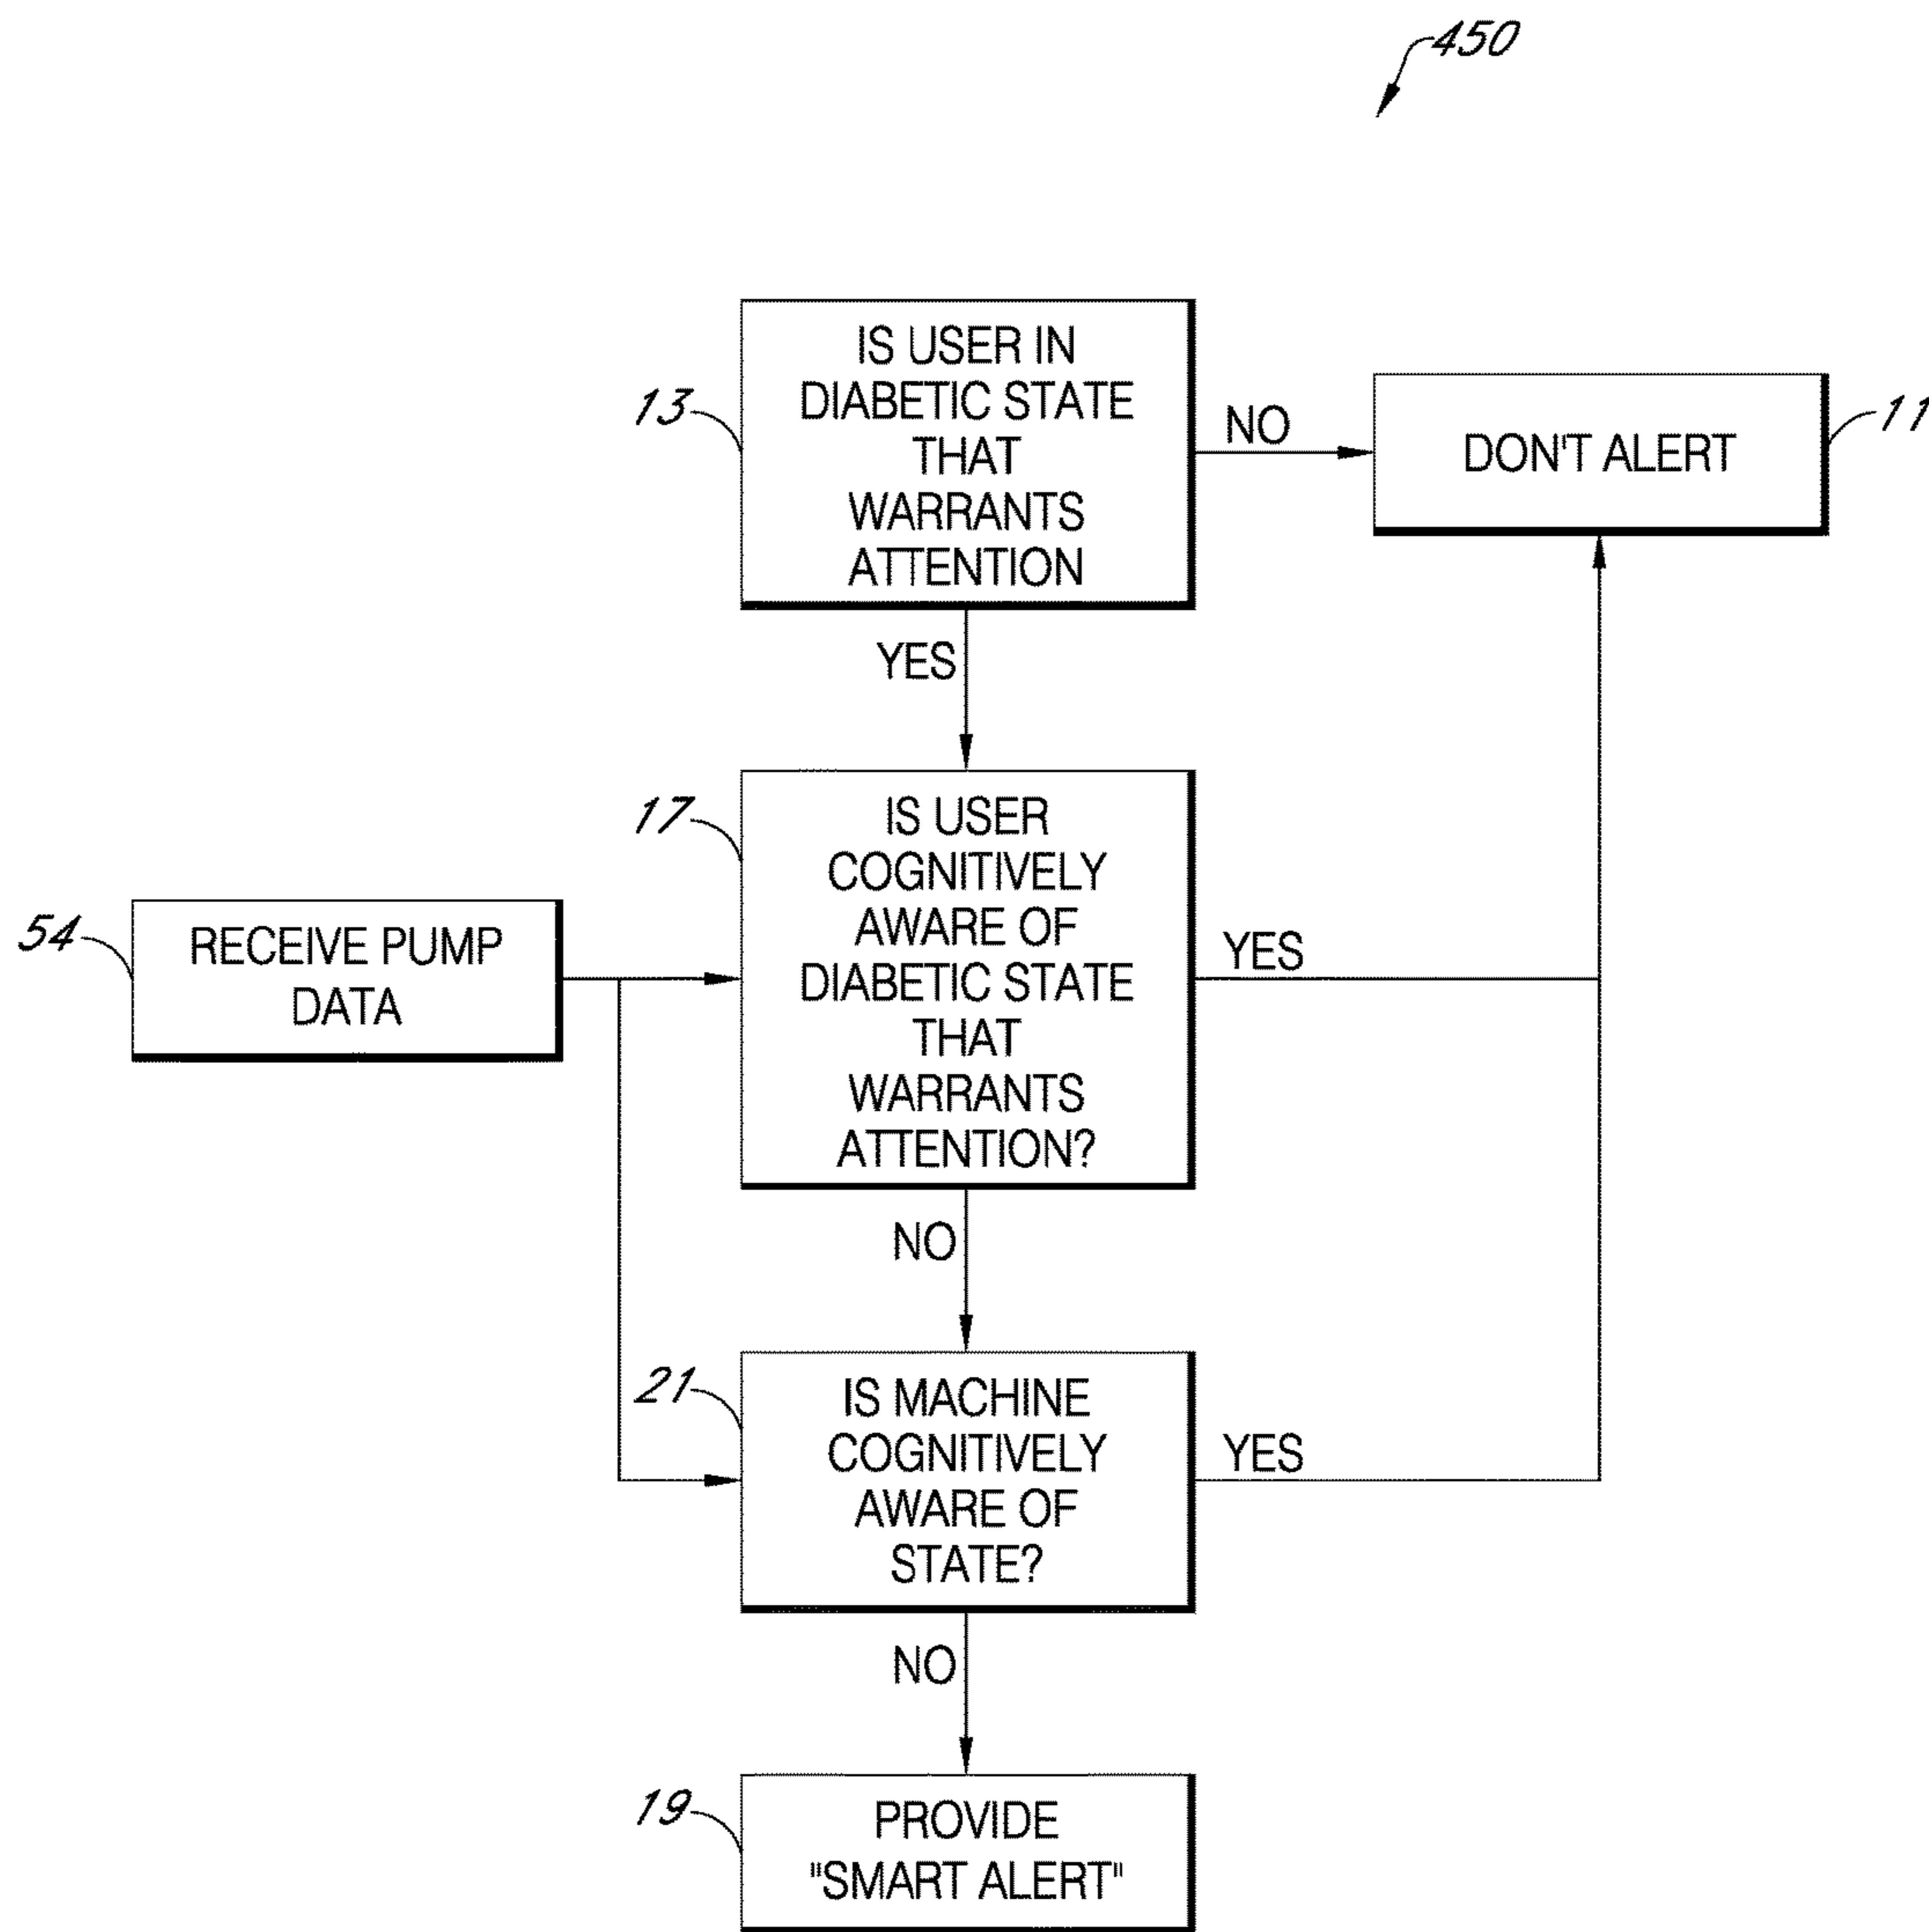 450
13
IS USER IN
DIABETIC STATE
THAT
WARRANTS
ATTENTION
NO
DON'T ALERT
11
YES
17
IS USER
COGNITIVELY
AWARE OF
DIABETIC STATE
THAT
WARRANTS
ATTENTION?
YES
54
RECEIVE PUMP
DATA
NO
21
IS MACHINE
COGNITIVELY
AWARE OF
STATE?
YES
NO
19
PROVIDE
"SMART ALERT"